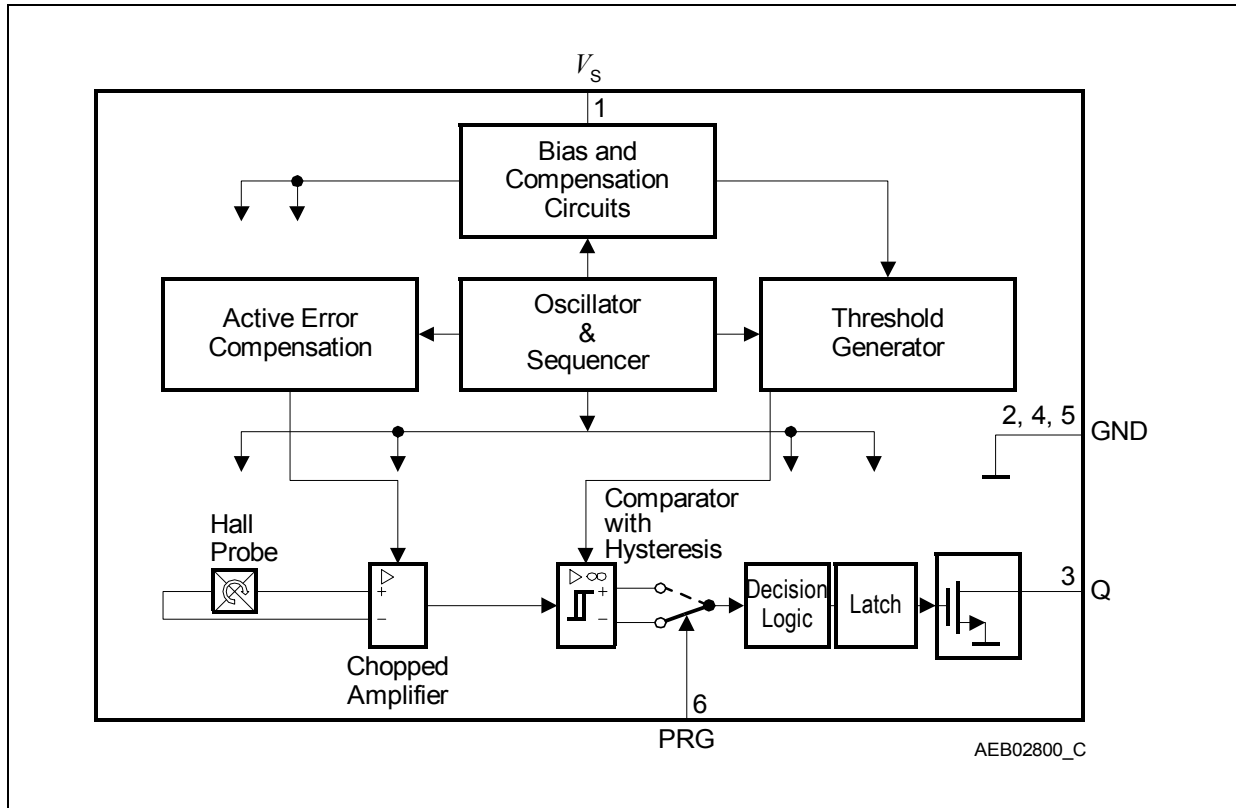 VS
1
Bias and
Compensation
Circuits
Active Error
Compensation
Oscillator
&
Sequencer
Threshold
Generator
2, 4, 5
GND
Comparator
with
Hysteresis
Hall
Probe
▷
+
−
▷ ∞
+
−
Decision
Logic
Latch
3
Q
Chopped
Amplifier
6
PRG
AEB02800_C